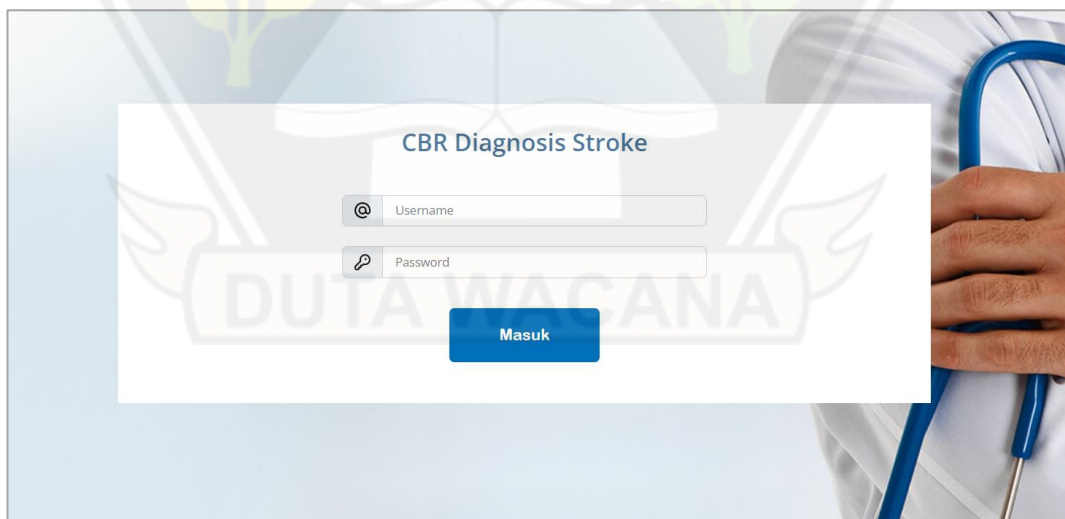 CBR Diagnosis Stroke
Username
Password
DUTA WACANA
Masuk